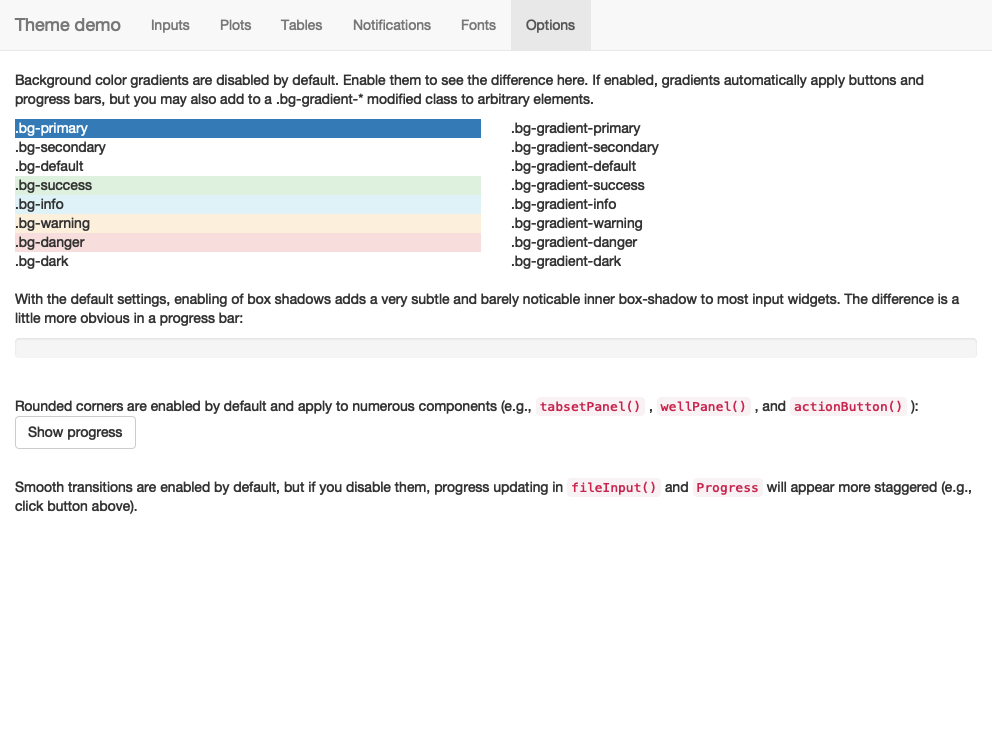 Theme demo Inputs Plots Tables Notifications Fonts Options
Background color gradients are disabled by default. Enable them to see the difference here. If enabled, gradients automatically apply buttons and
progress bars, but you may also add to a .bg-gradient-* modified class to arbitrary elements.
.bg-primary
.bg-secondary
.bg-default
.bg-success
.bg-info
.bg-warning
.bg-danger
.bg-dark
.bg-gradient-primary
.bg-gradient-secondary
.bg-gradient-default
.bg-gradient-success
.bg-gradient-info
.bg-gradient-warning
.bg-gradient-danger
.bg-gradient-dark
With the default settings, enabling of box shadows adds a very subtle and barely noticable inner box-shadow to most input widgets. The difference is a
little more obvious in a progress bar:
Rounded corners are enabled by default and apply to numerous components (e.g., tabsetPanel() , wellPanel() , and actionButton() ):
Show progress
Smooth transitions are enabled by default, but if you disable them, progress updating in fileInput() and Progress will appear more staggered (e.g.,
click button above).